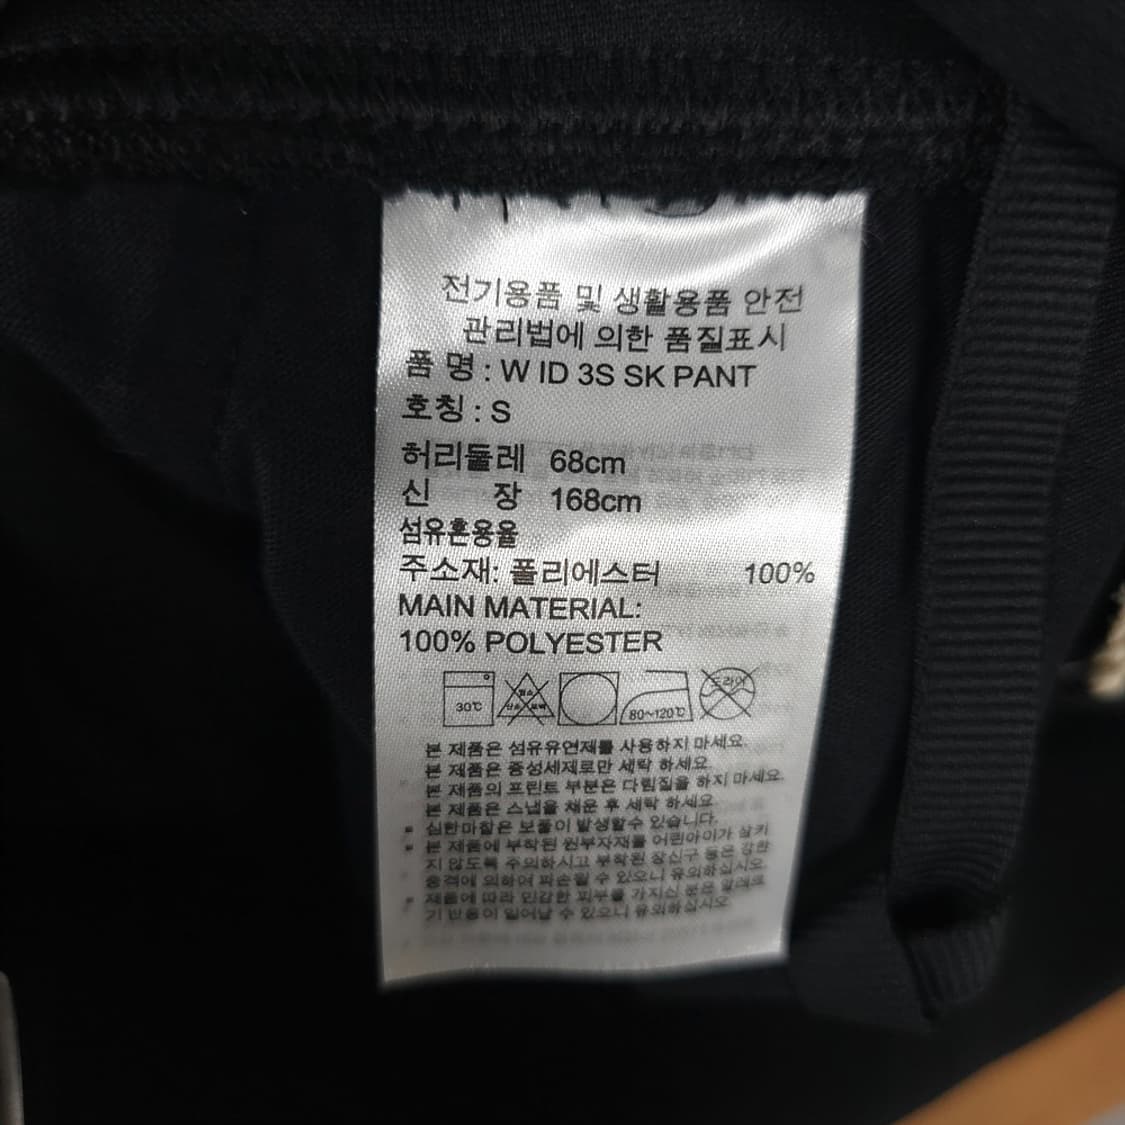 전기용품 및 생활용품 안전
관리법에 의한 품질표시
품 명 : W ID 3S SK PANT
호칭 : S
허리둘레 68cm
신 장 168cm
섬유혼용율
주소재: 폴리에스터 100%
MAIN MATERIAL:
100% POLYESTER
30℃ 80~120℃ 드라이
본 제품은 섬유유연재를 사용하지 마세요.
본 제품은 중성세제로만 세탁 하세요.
본 제품의 프린트 부분은 다림질을 하지 마세요.
본 제품은 스냅을 채운 후 세탁 하세요.
심한마찰은 보풀이 발생할수 있습니다.
본 제품에 부착된 원부자재를 어린아이가 삼키
지 않도록 주의하시고 부착된 장신구 등은 강한
충격에 의하여 파손될 수 있으니 유의하십시오.
제품에 따라 민감한 피부를 가지신 분은 알레르
기 반응이 일어날 수 있으니 유의하십시오